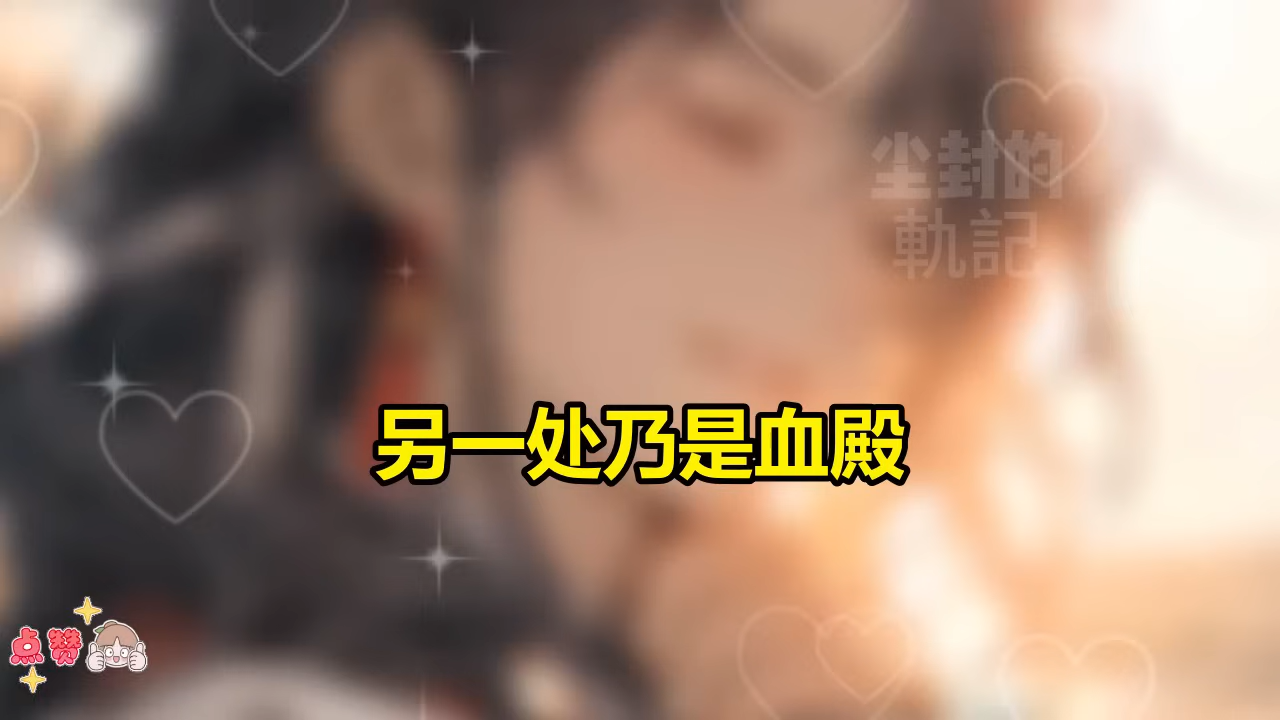 尘封的
軌記
另一处乃是血殿
点赞